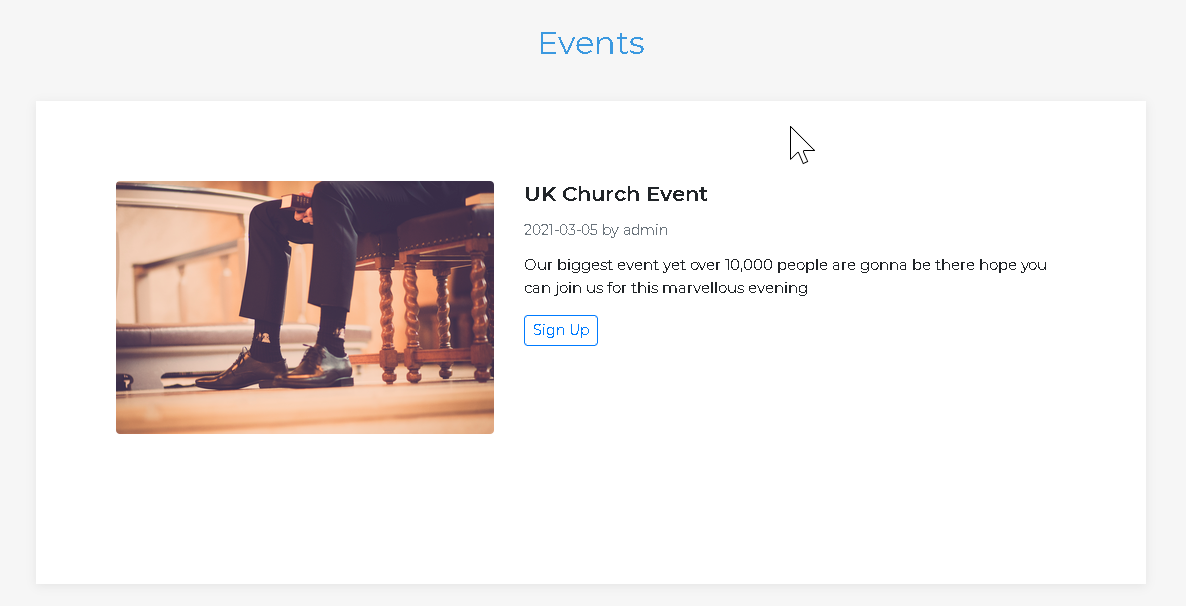 Events
UK Church Event
2021-03-05 by admin
Our biggest event yet over 10,000 people are gonna be there hope you
can join us for this marvellous evening
Sign Up